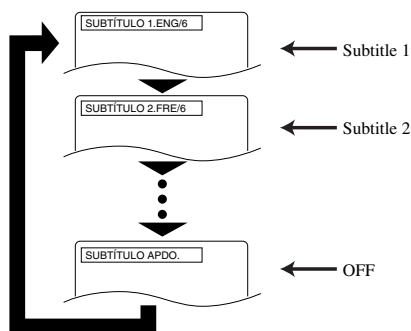 SUBTÍTULO 1.ENG/6
Subtitle 1
SUBTÍTULO 2.FRE/6
Subtitle 2
SUBTÍTULO APDO.
OFF